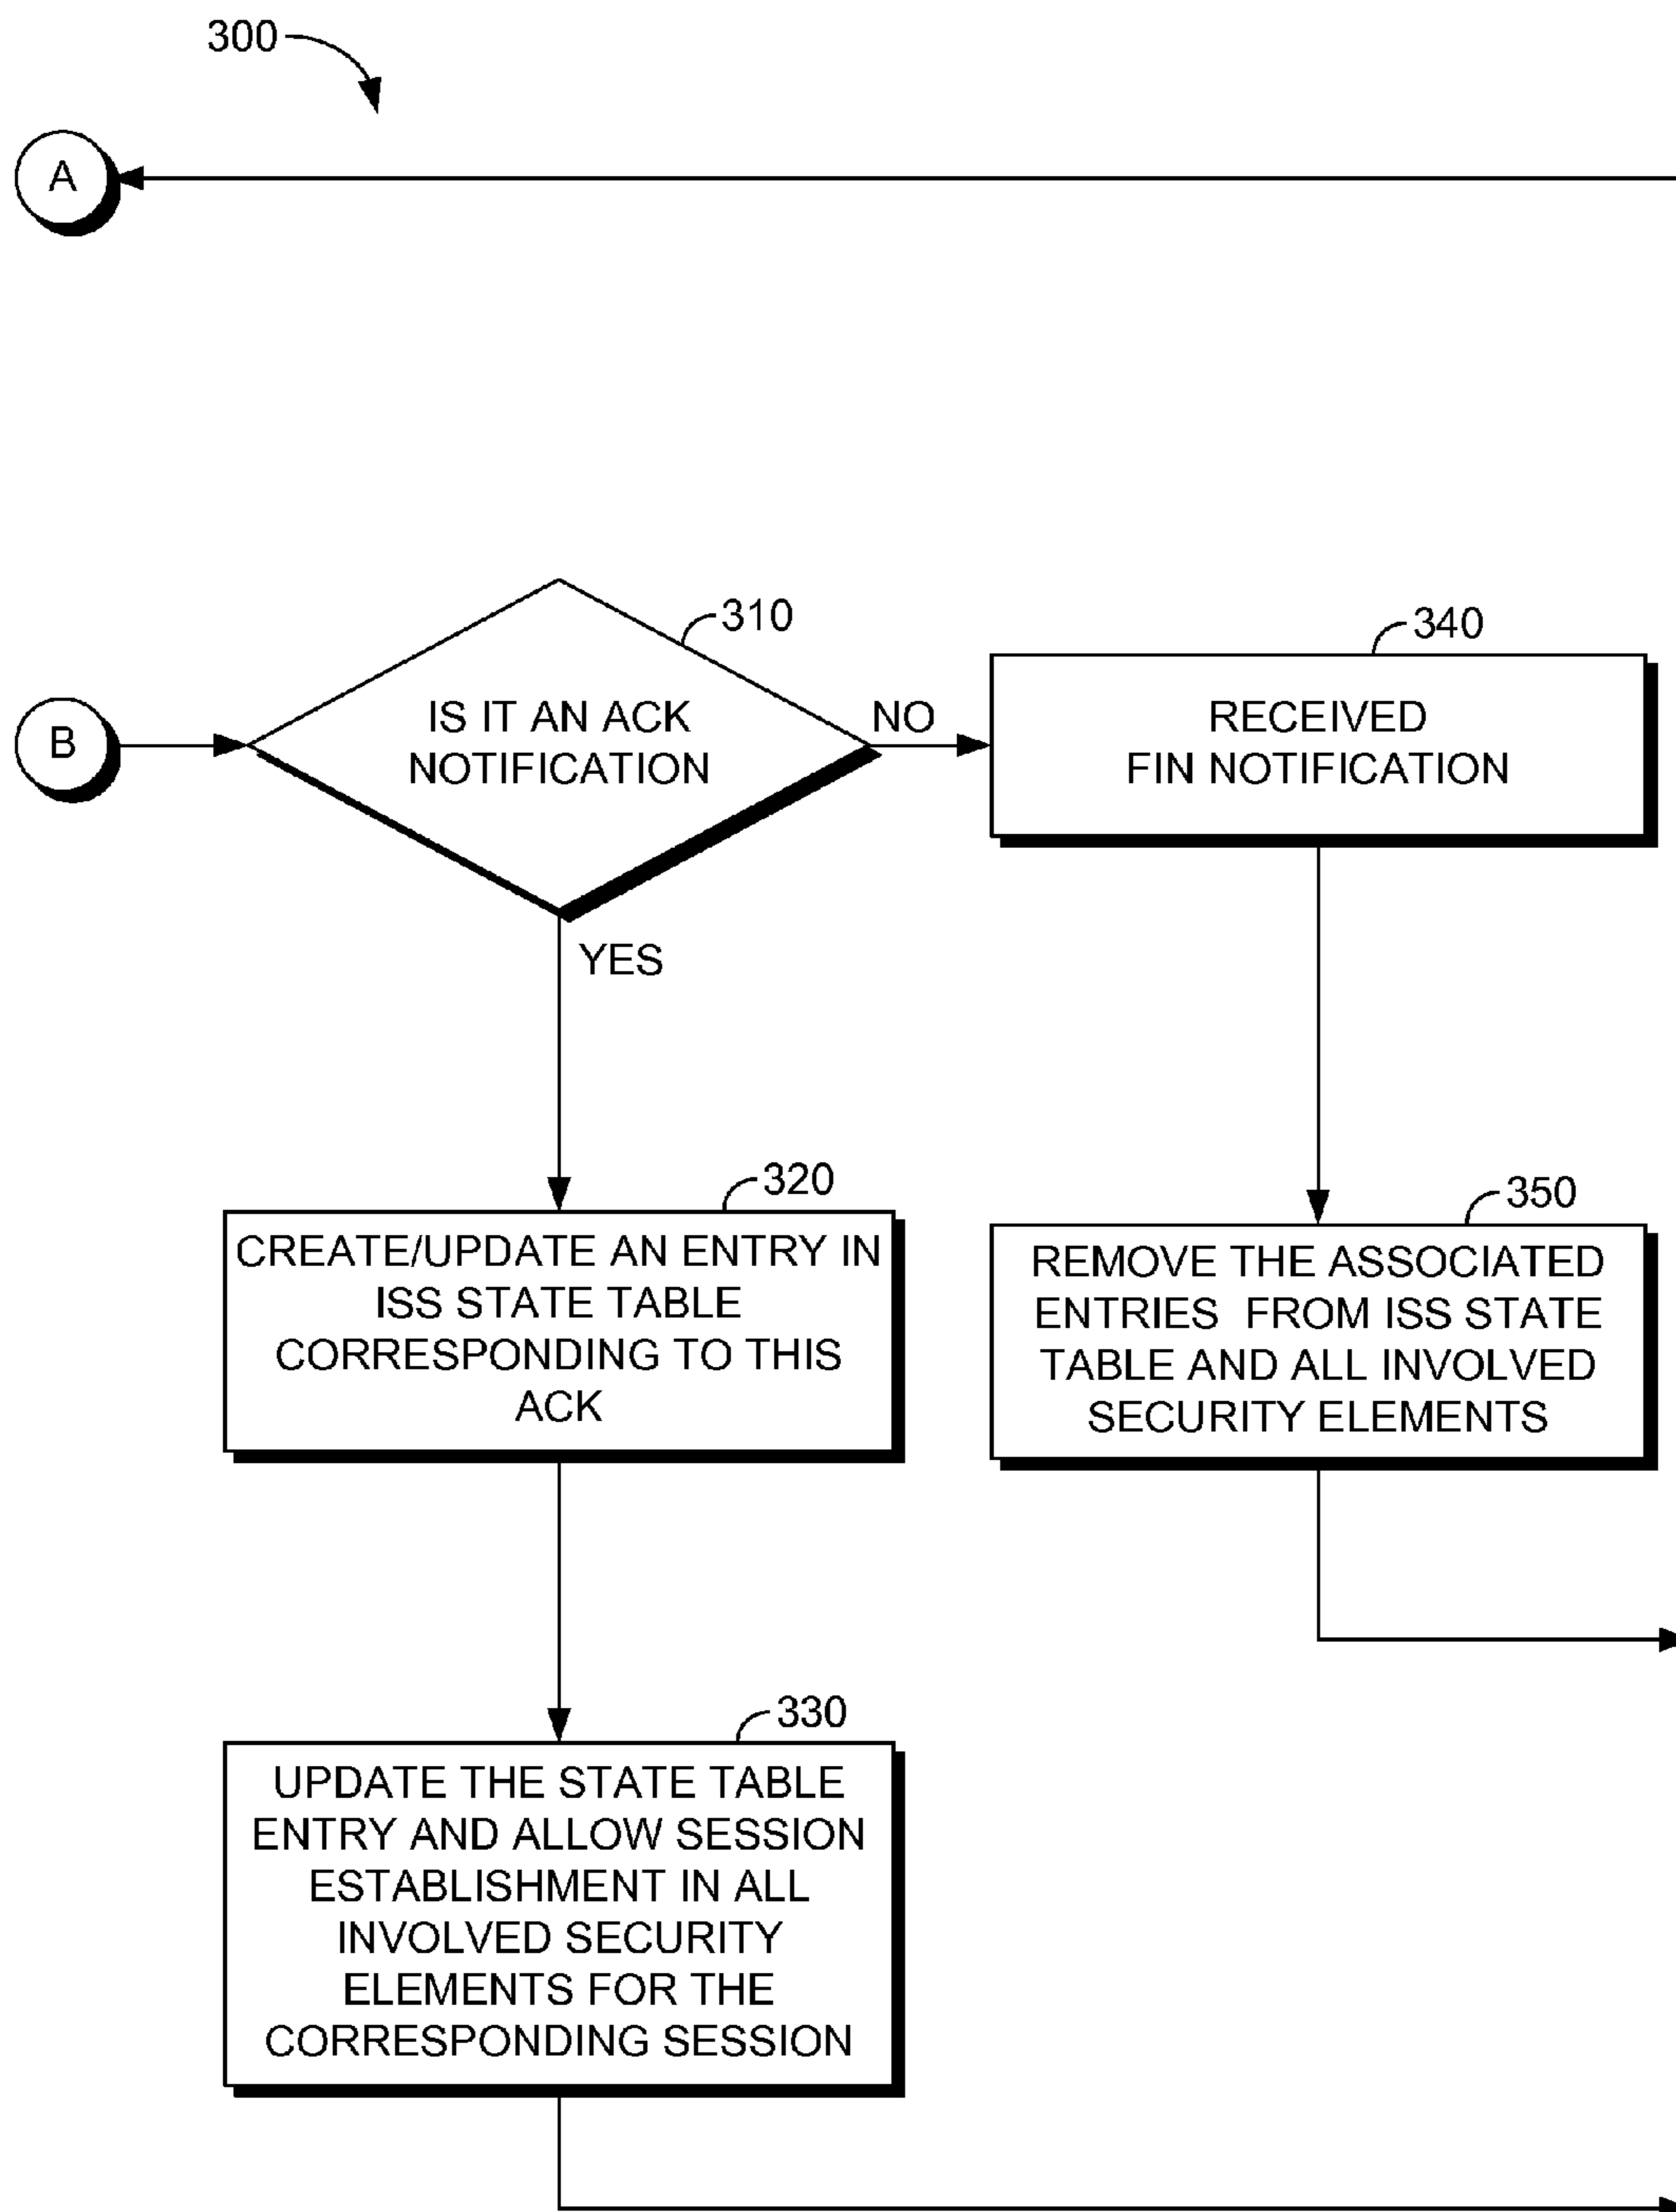 300
A
310
340
B
IS IT AN ACK
NOTIFICATION
NO
RECEIVED
FIN NOTIFICATION
YES
320
350
CREATE/UPDATE AN ENTRY IN
ISS STATE TABLE
CORRESPONDING TO THIS
ACK
REMOVE THE ASSOCIATED
ENTRIES FROM ISS STATE
TABLE AND ALL INVOLVED
SECURITY ELEMENTS
330
UPDATE THE STATE TABLE
ENTRY AND ALLOW SESSION
ESTABLISHMENT IN ALL
INVOLVED SECURITY
ELEMENTS FOR THE
CORRESPONDING SESSION